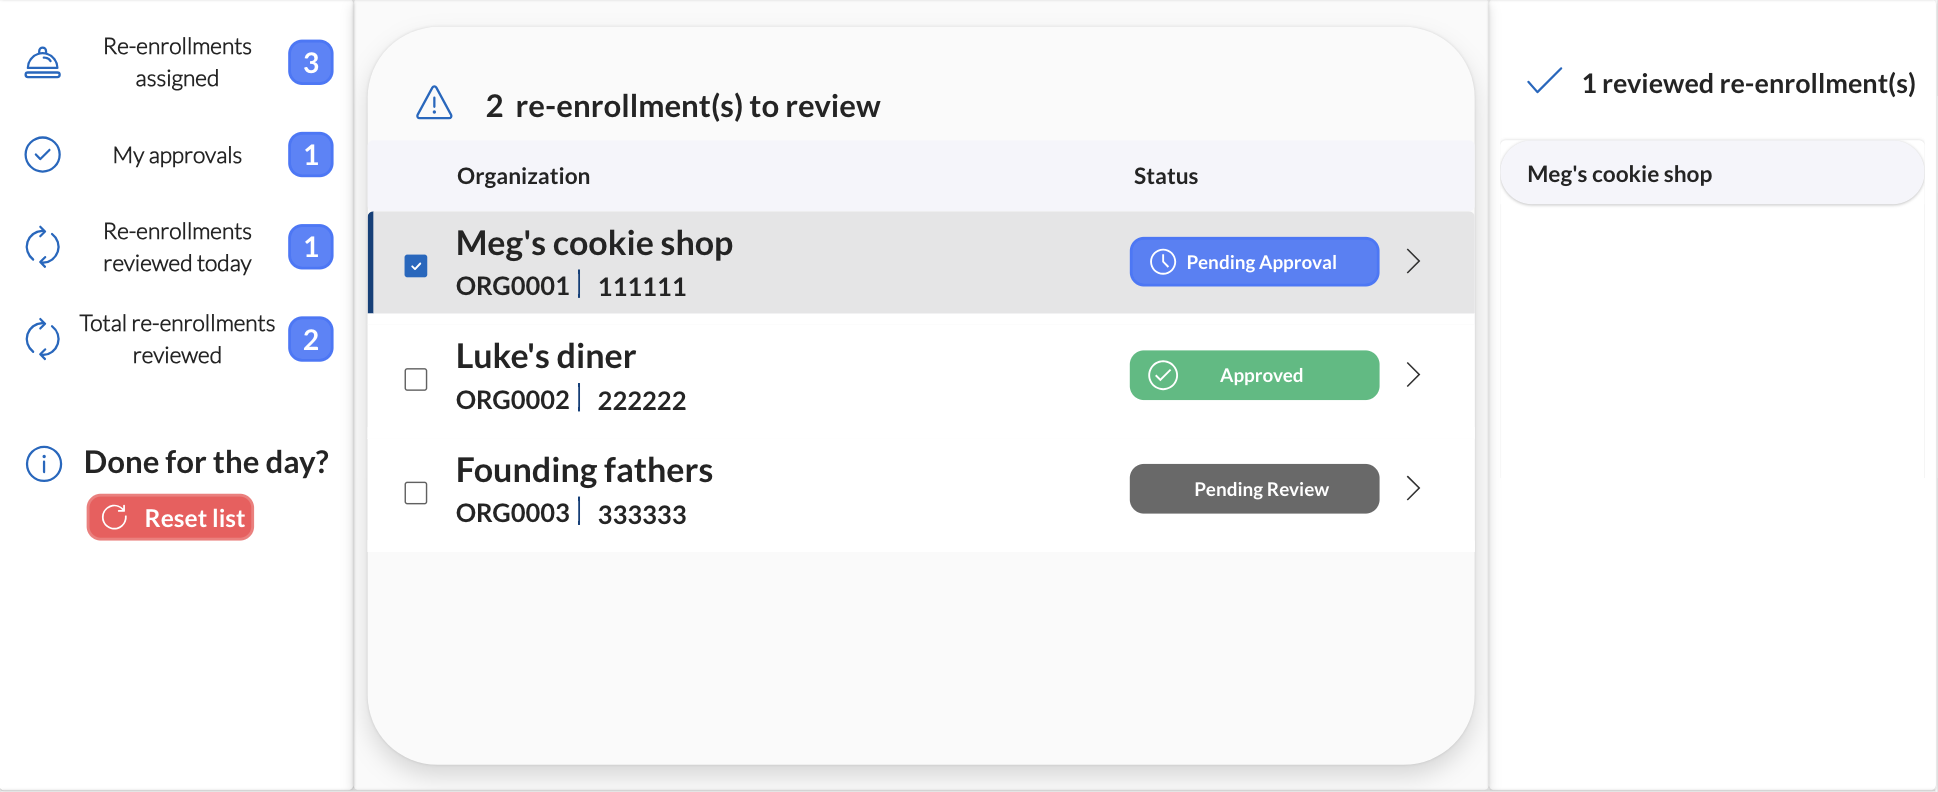 Re-enrollments
assigned
3
My approvals
1
Re-enrollments
reviewed today
1
Total re-enrollments
reviewed
2
Done for the day?
Reset list
2 re-enrollment(s) to review
Organization Status
Meg's cookie shop
ORG0001 111111
Pending Approval
Luke's diner
ORG0002 222222
Approved
Founding fathers
ORG0003 333333
Pending Review
1 reviewed re-enrollment(s)
Meg's cookie shop